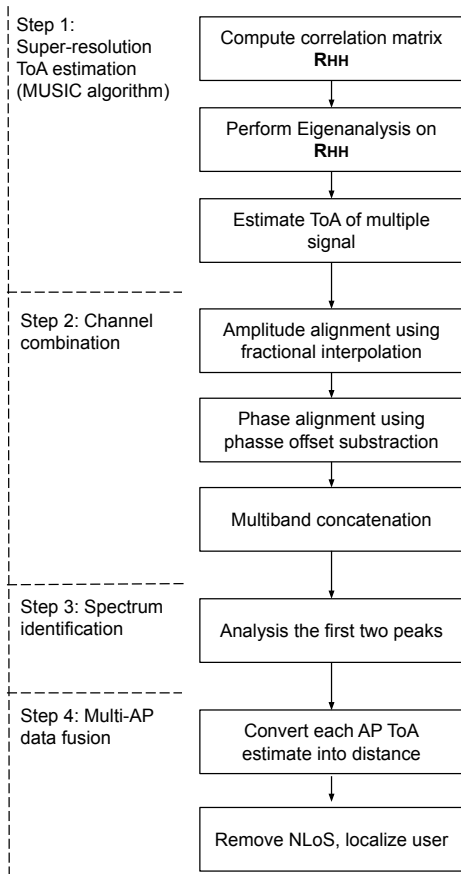 Step 1:
Super-resolution
ToA estimation
(MUSIC algorithm)
Compute correlation matrix
RHH
Perform Eigenanalysis on
RHH
Estimate ToA of multiple
signal
Step 2: Channel
combination
Amplitude alignment using
fractional interpolation
Phase alignment using
phasse offset substraction
Multiband concatenation
Step 3: Spectrum
identification
Analysis the first two peaks
Step 4: Multi-AP
data fusion
Convert each AP ToA
estimate into distance
Remove NLoS, localize user